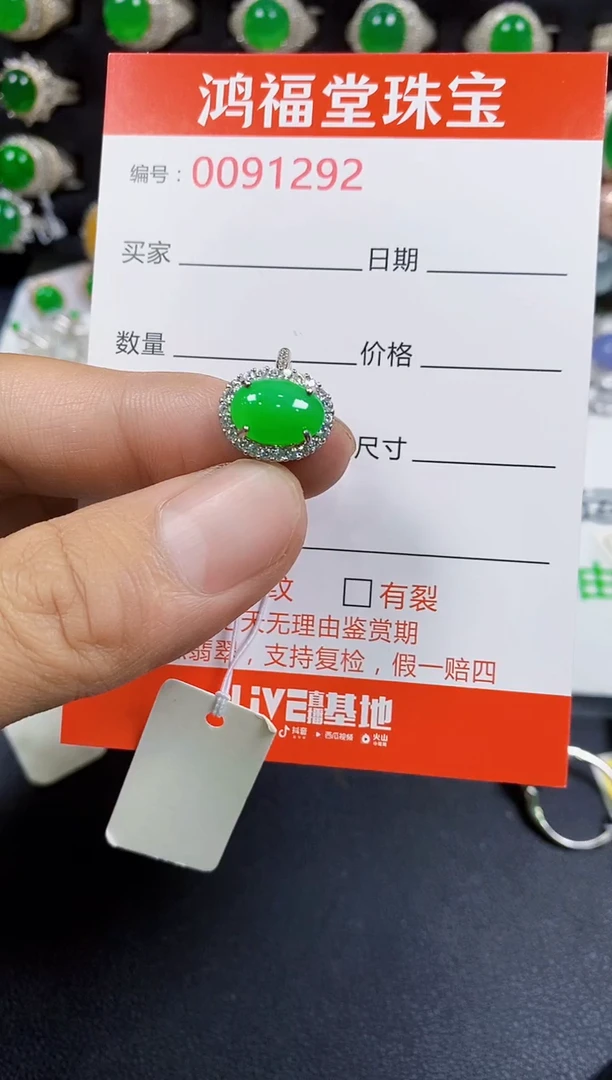 鸿福堂珠宝
编号：0091292
买家 日期
数量 价格
尺寸
纹 有裂
天无理由鉴赏期
翡翠，支持复检，假一赔四
LiVE直播基地
抖音 西瓜视频 火山